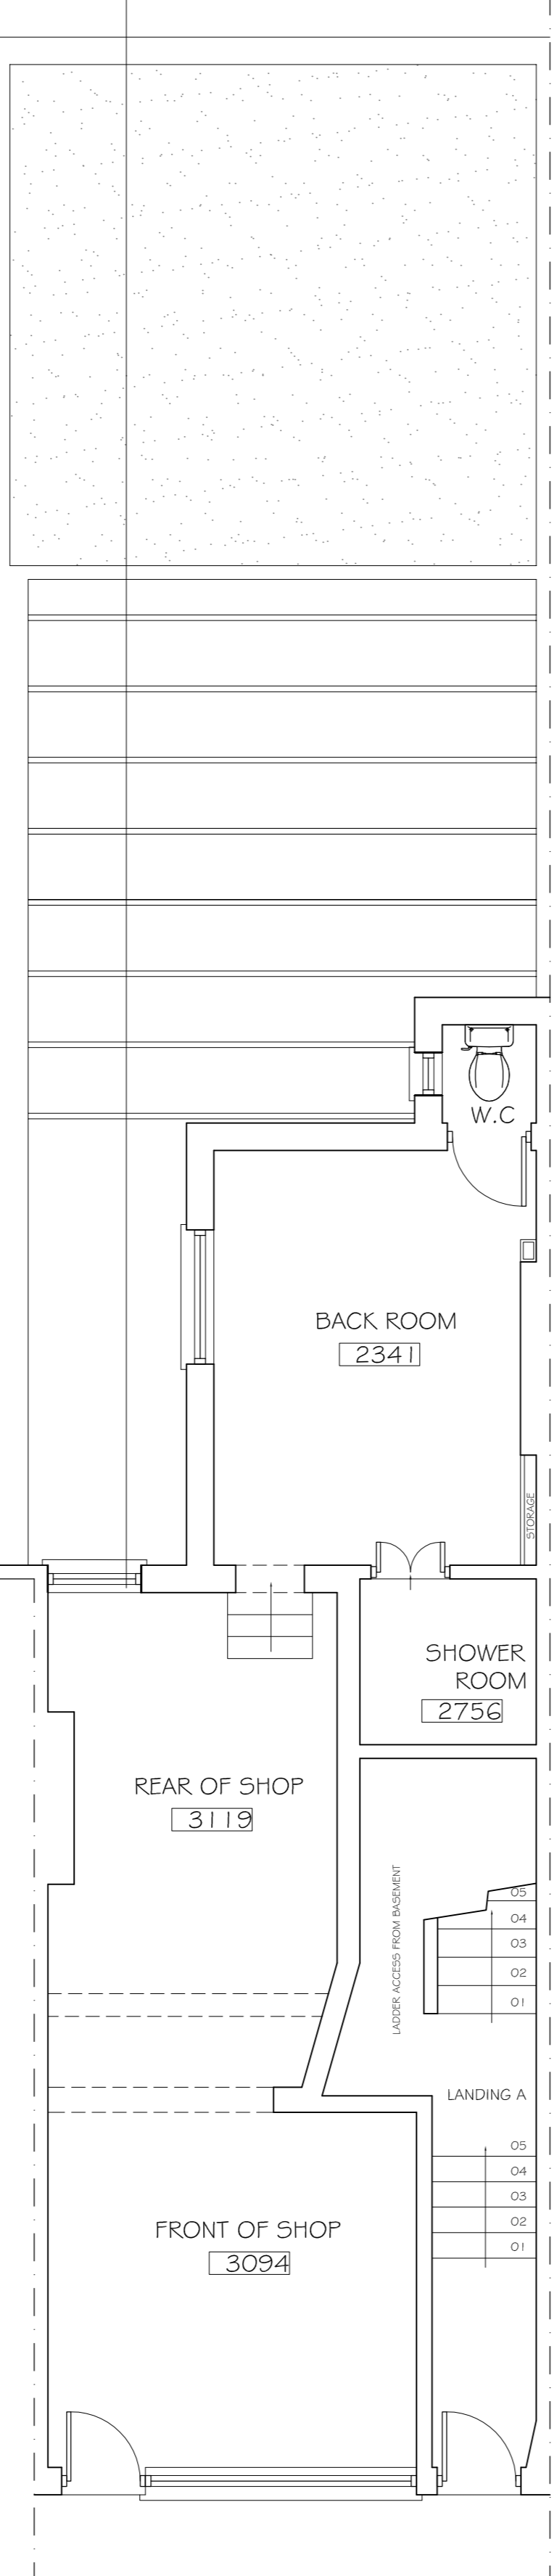 W.C
BACK ROOM
2341
STORAGE
SHOWER
ROOM
2756
REAR OF SHOP
3119
LADDER ACCESS FROM BASEMENT
05
04
03
02
01
LANDING A
05
04
03
02
01
FRONT OF SHOP
3094